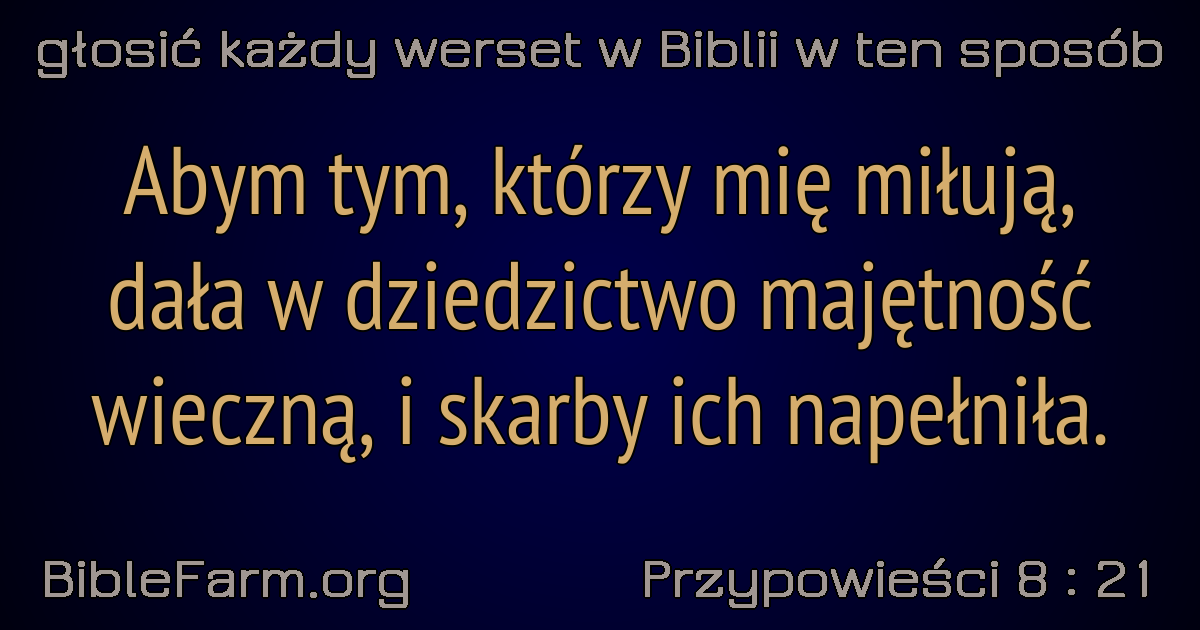 głosić każdy werset w Biblii w ten sposób
Abym tym, którzy mię miłują,
dała w dziedzictwo majętność
wieczną, i skarby ich napełniła.
BibleFarm.org
Przypowieści 8 : 21